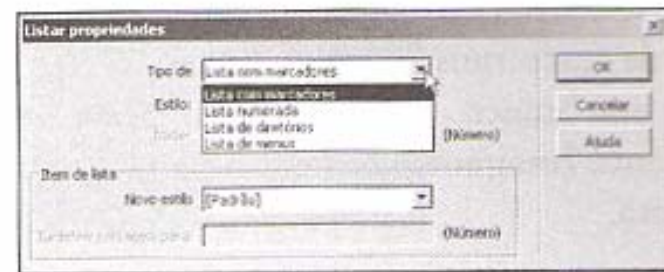 Listar propriedades
Tipo de Lista com marcadores OK
Lista com marcadores
Estilo: Lista numerada Cancelar
Lista de diretórios
Lista de menus (Número) Ajuda
Item de lista
Novo estilo [Padrão]
(Número)